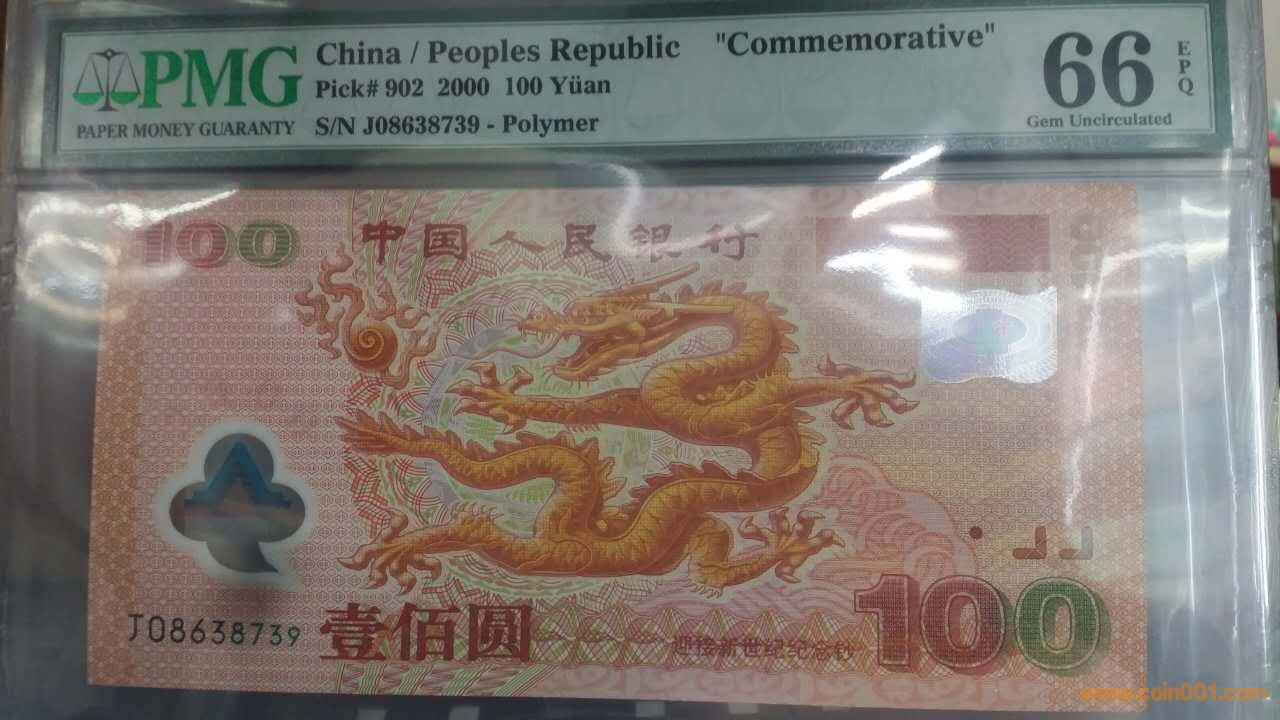 PMG
PAPER MONEY GUARANTY
China / Peoples Republic "Commemorative"
Pick# 902 2000 100 Yüan
S/N J08638739 - Polymer
66
EPQ
Gem Uncirculated
100
中国人民银行
J08638739
壹佰圆
迎接新世纪纪念钞
100
www.coin001.com